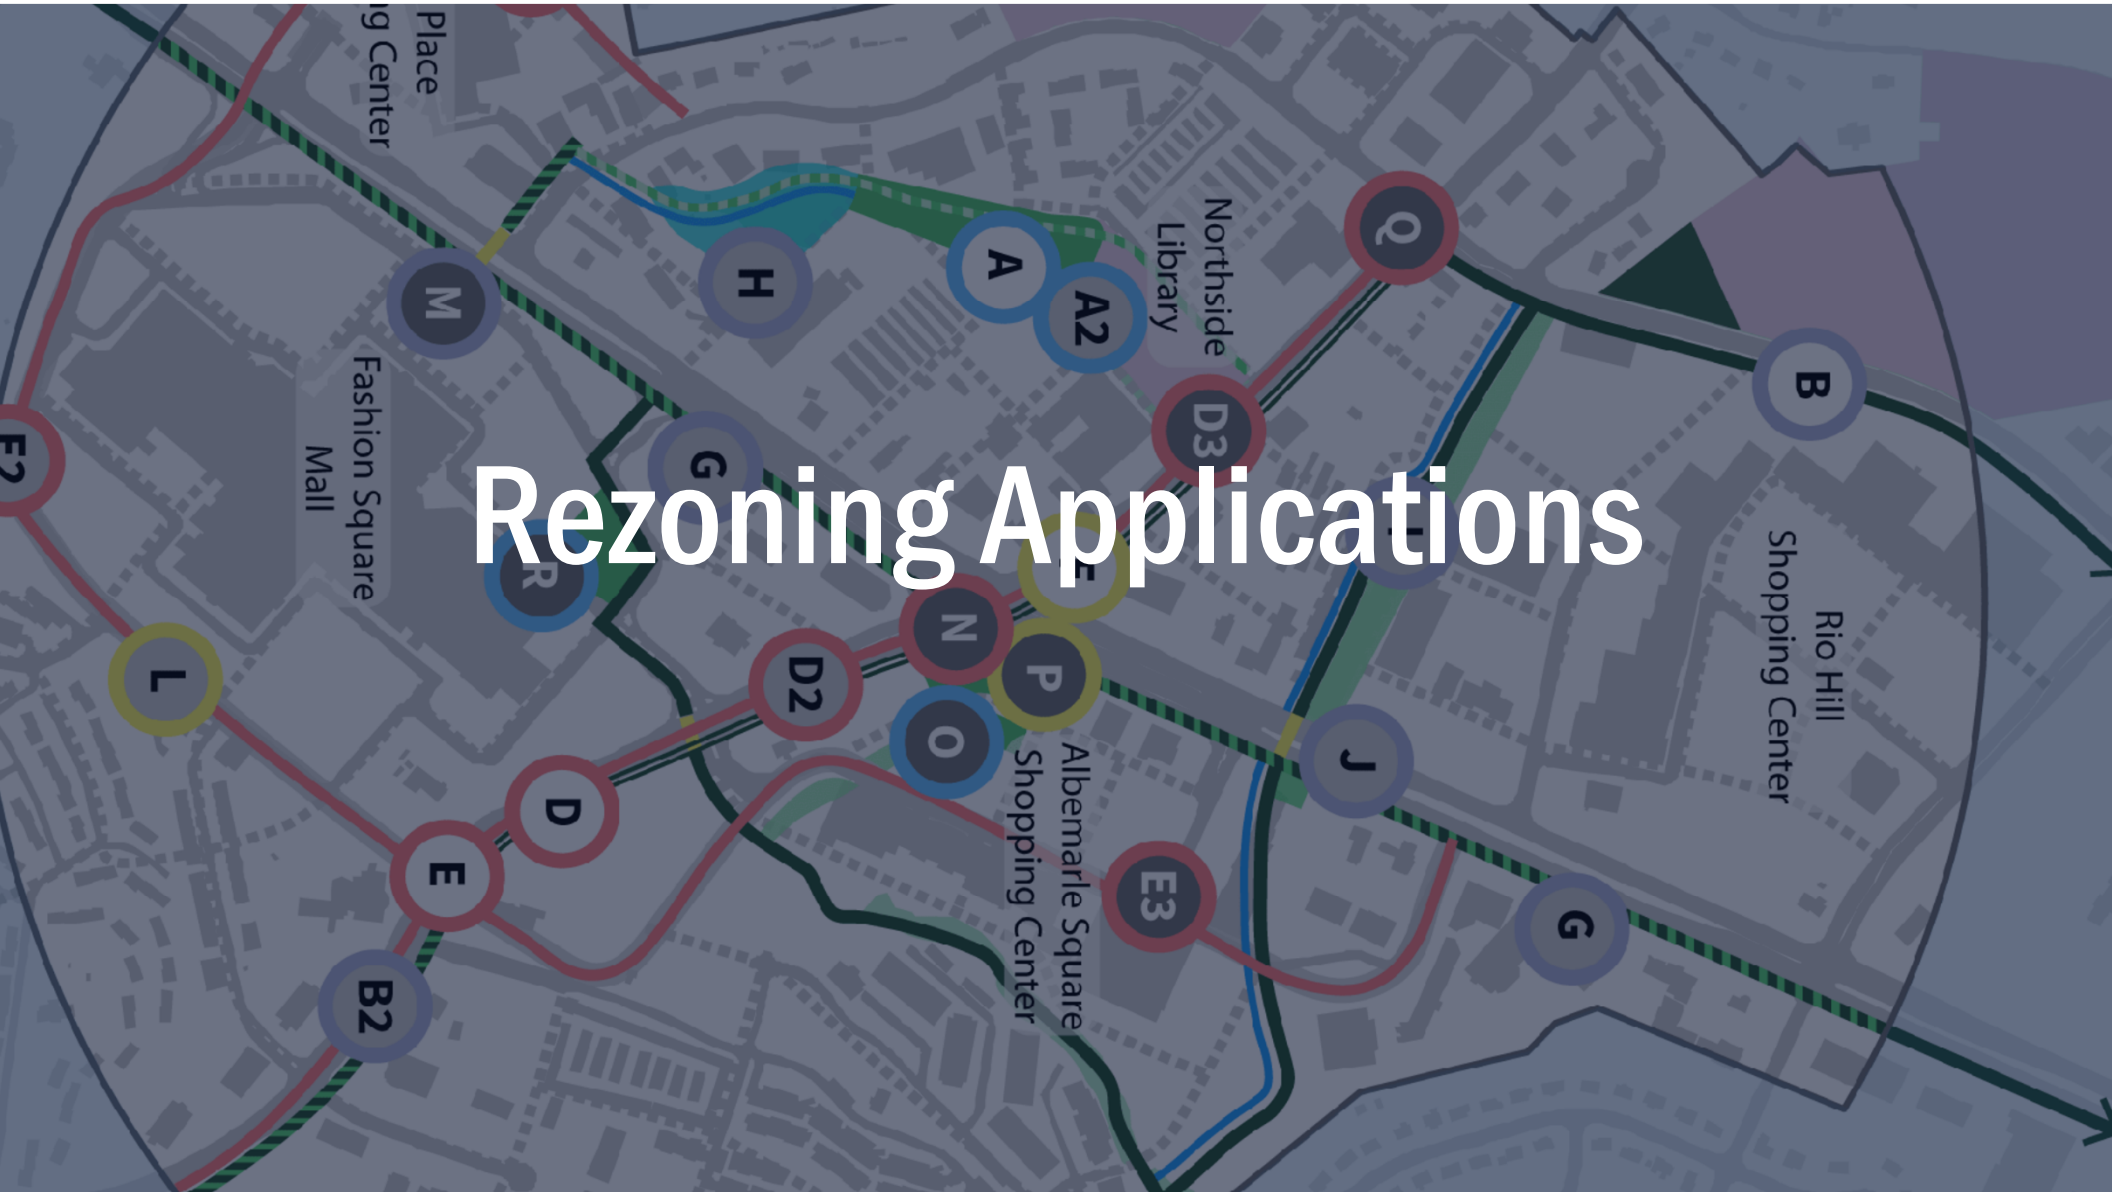 Rezoning Applications
Place
ng Center
Northside
Library
Fashion Square
Mall
Rio Hill
Shopping Center
Albemarle Square
Shopping Center
Q
A
A2
H
M
B
D3
G
R
N
P
D2
O
L
J
D
E
E3
G
B2